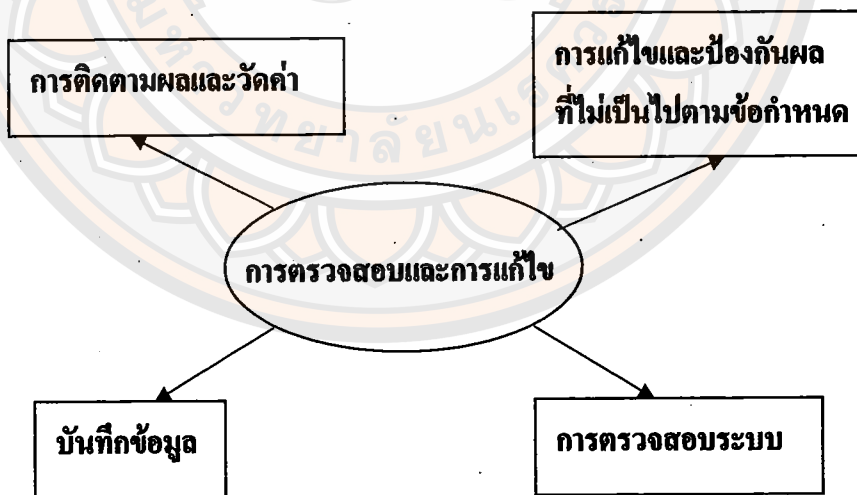 การติดตามผลและวัดค่า
การแก้ไขและป้องกันผล
ที่ไม่เป็นไปตามข้อกำหนด
การตรวจสอบและการแก้ไข
บันทึกข้อมูล
การตรวจสอบระบบ